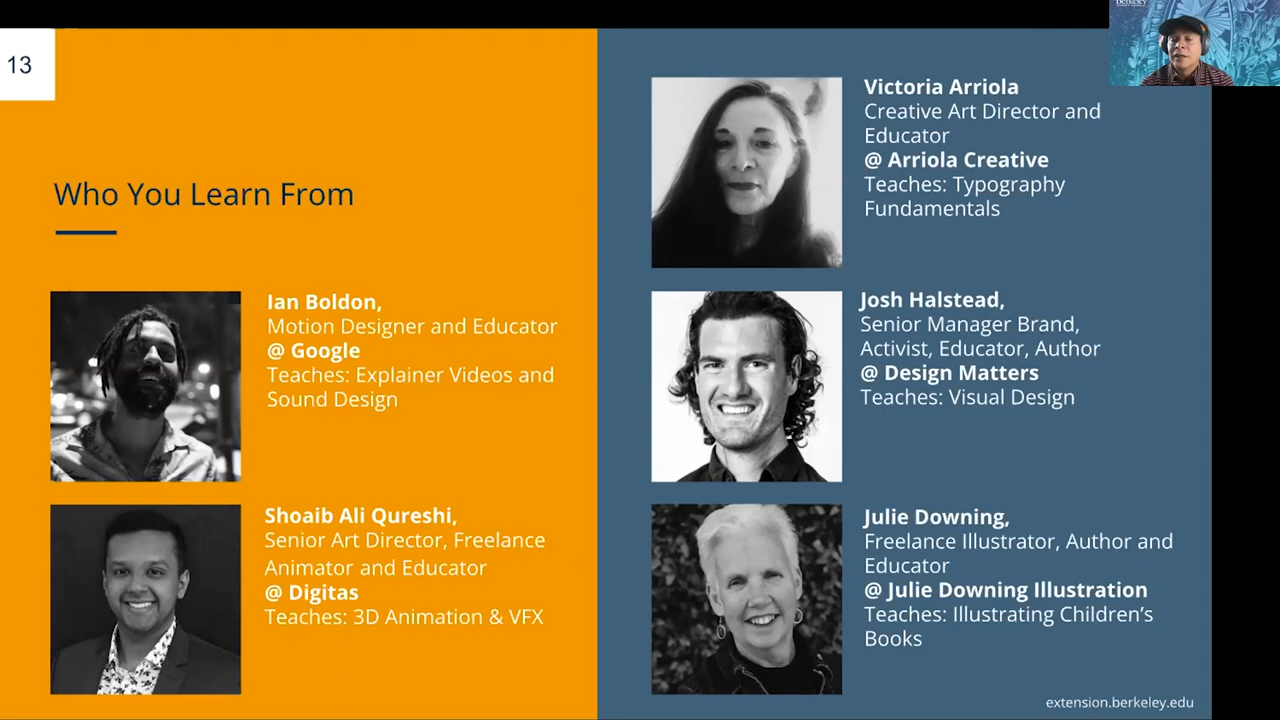 Berkeley
13
Who You Learn From
Ian Boldon,
Motion Designer and Educator
@ Google
Teaches: Explainer Videos and
Sound Design
Shoaib Ali Qureshi,
Senior Art Director, Freelance
Animator and Educator
@ Digitas
Teaches: 3D Animation & VFX
Victoria Arriola
Creative Art Director and
Educator
@ Arriola Creative
Teaches: Typography
Fundamentals
Josh Halstead,
Senior Manager Brand,
Activist, Educator, Author
@ Design Matters
Teaches: Visual Design
Julie Downing,
Freelance Illustrator, Author and
Educator
@ Julie Downing Illustration
Teaches: Illustrating Children’s
Books
extension.berkeley.edu